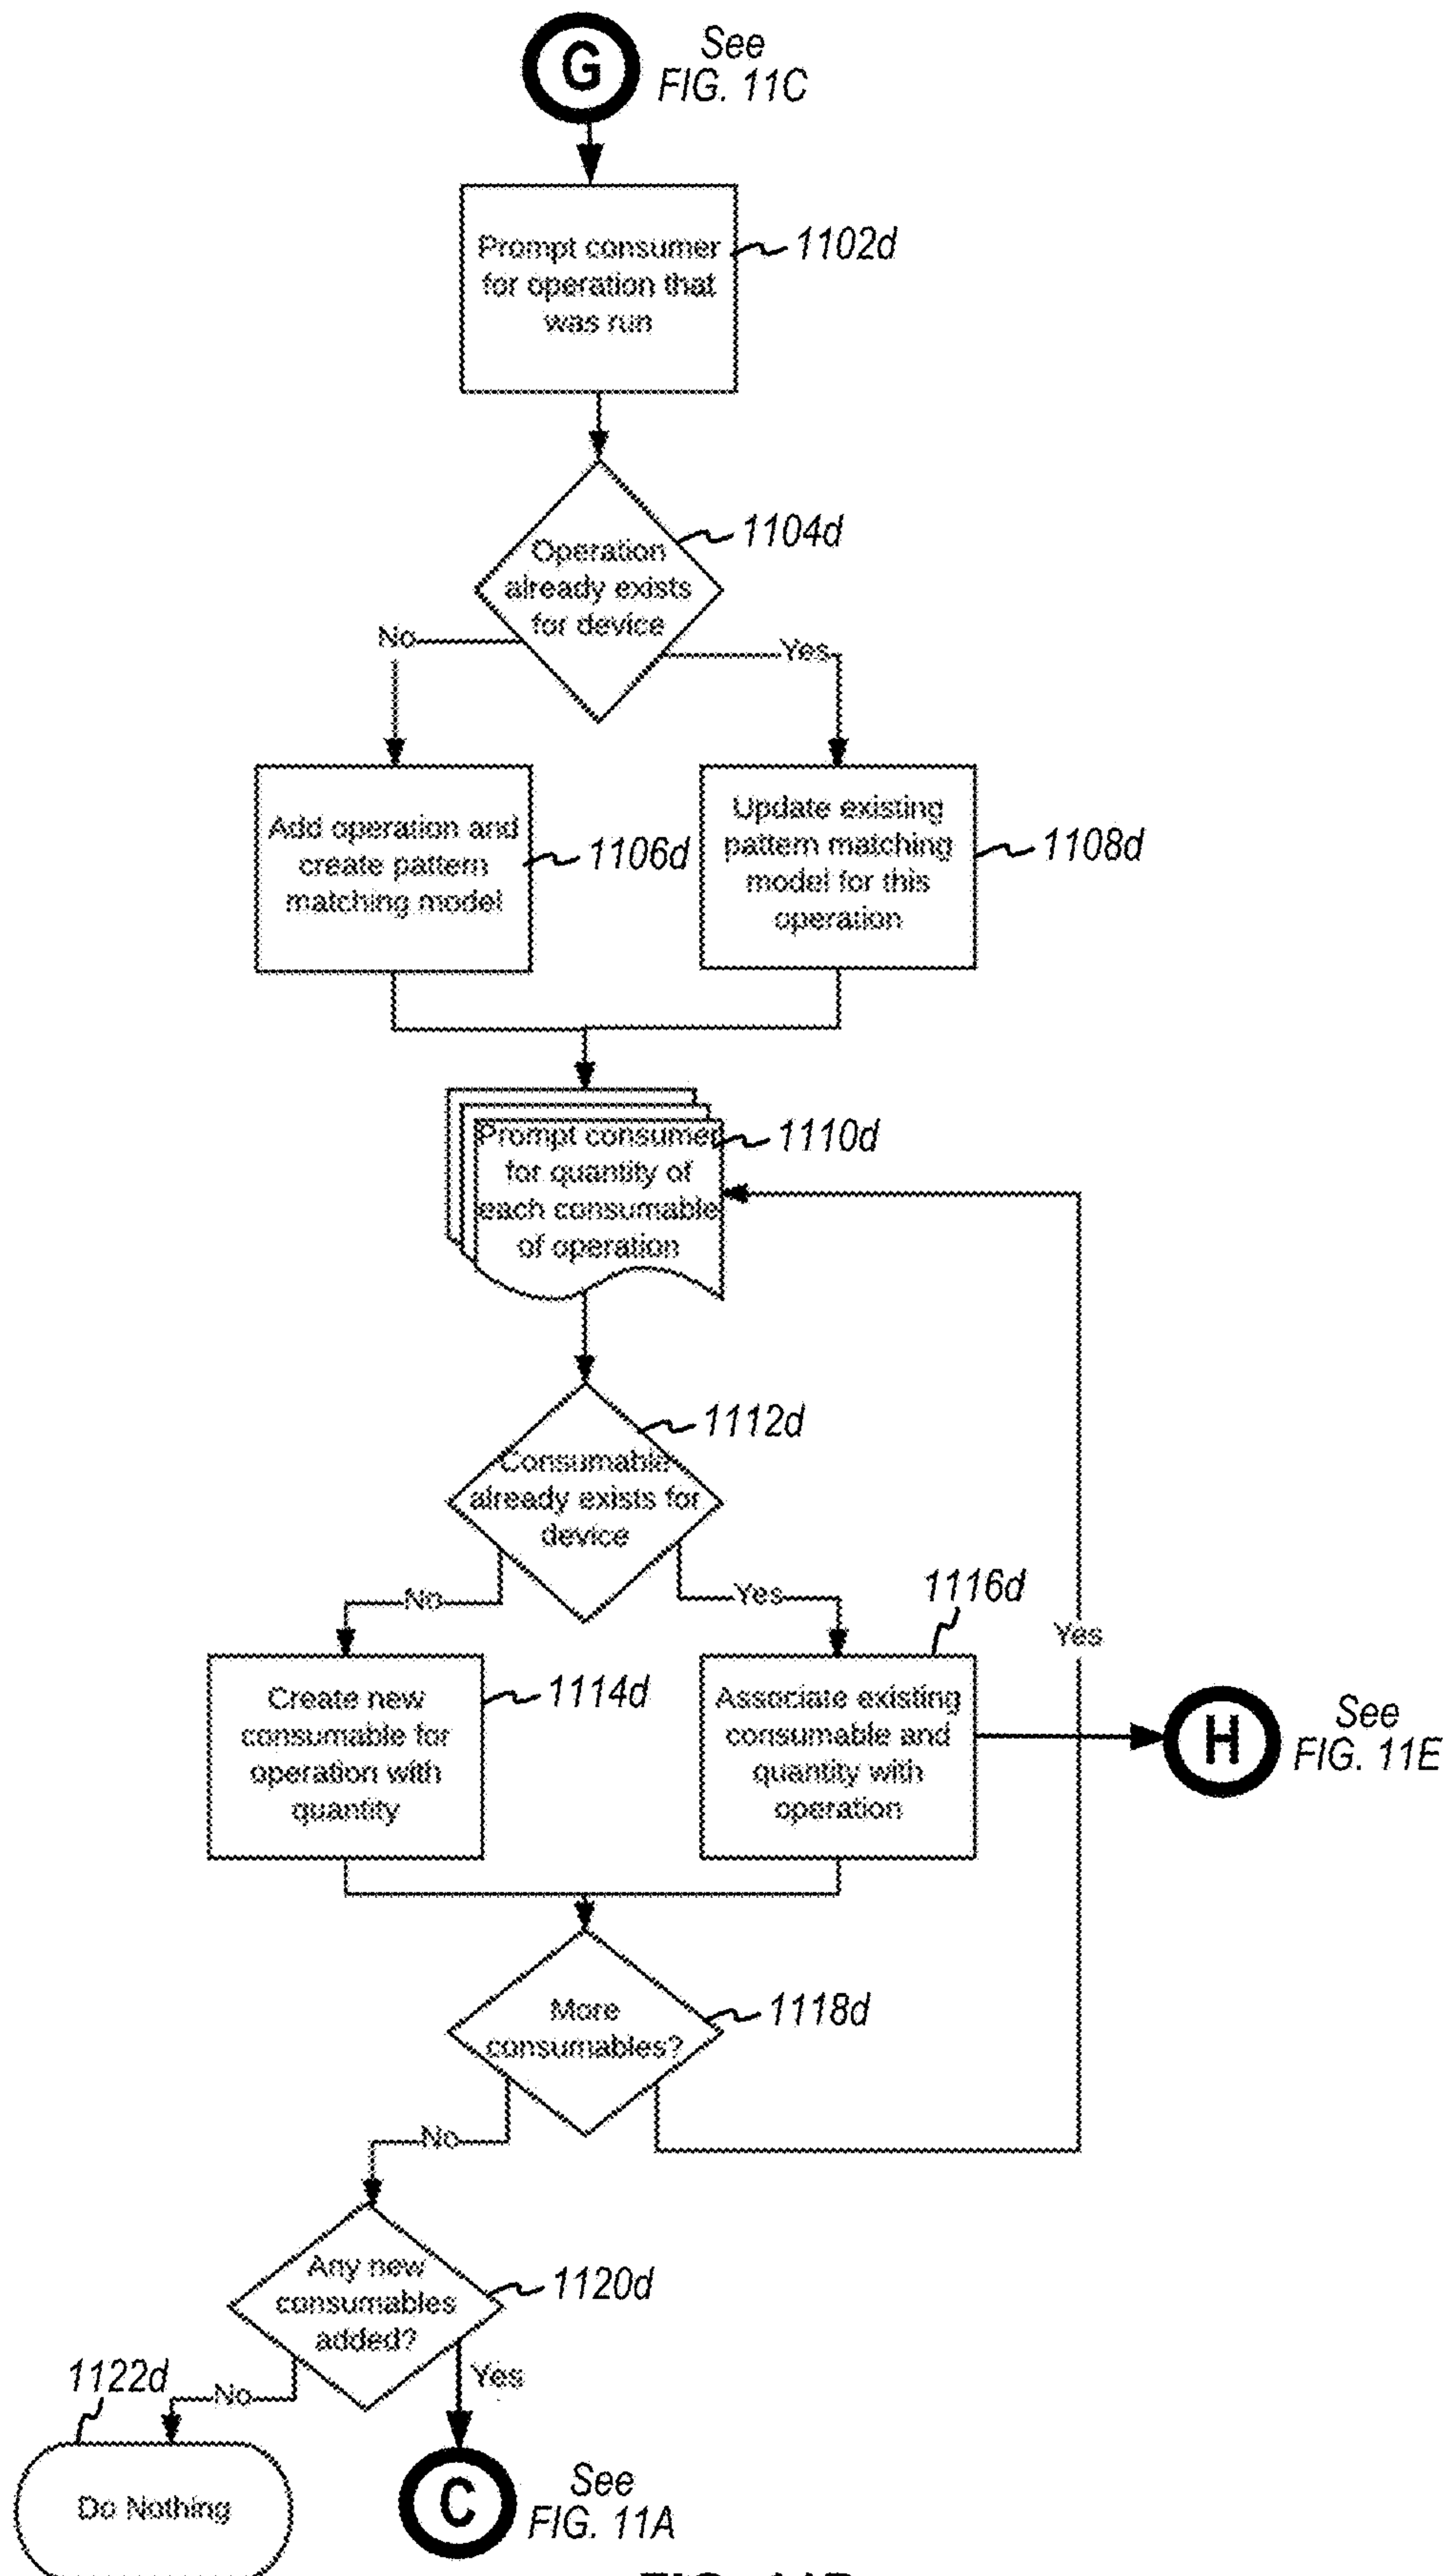 G
See
FIG. 11C
Prompt consumer
for operation that
was run
1102d
Operation
already exists
for device
1104d
No
Yes
Add operation and
create pattern
matching model
1106d
Update existing
pattern matching
model for this
operation
1108d
Prompt consumer
for quantity of
each consumable
of operation
1110d
Consumable
already exists for
device
1112d
No
Yes
1116d
Yes
Create new
consumable for
operation with
quantity
1114d
Associate existing
consumable and
quantity with
operation
H
See
FIG. 11E
More
consumables?
1118d
No
Any new
consumables
added?
1120d
1122d
No
Yes
Do Nothing
C
See
FIG. 11A